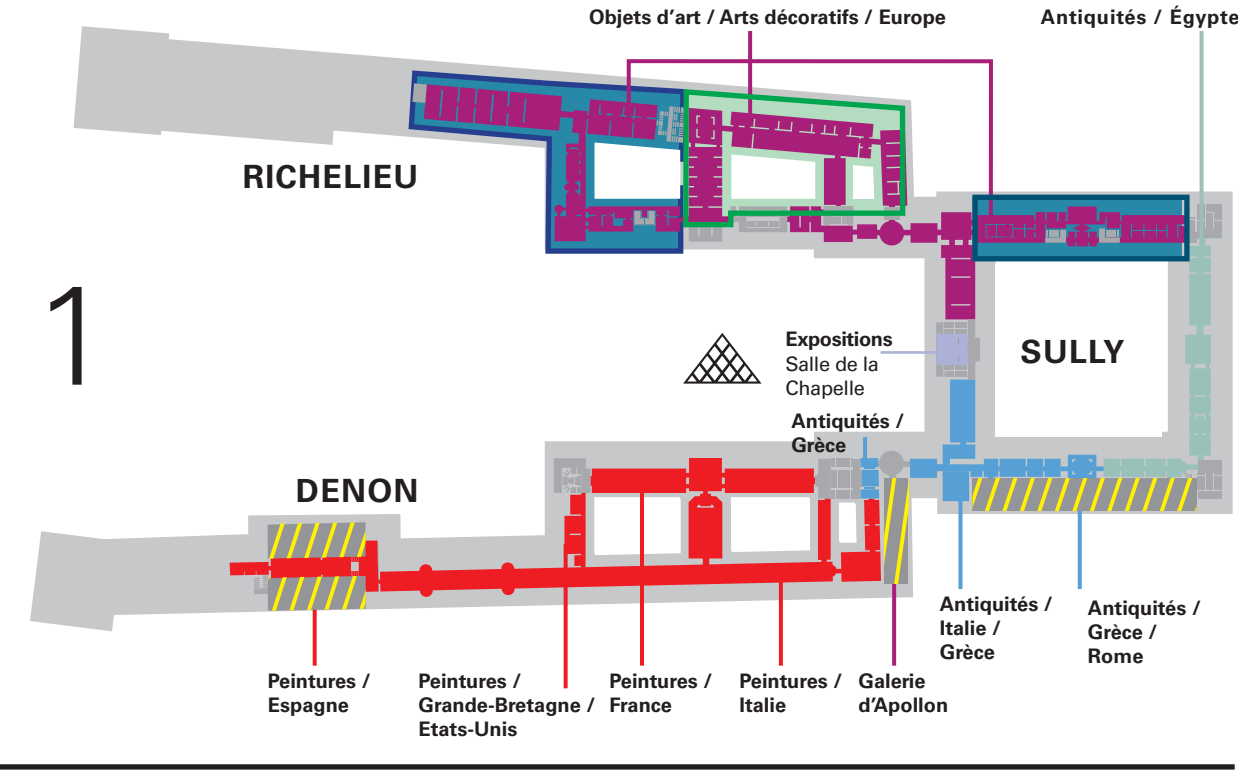 Objets d'art / Arts décoratifs / Europe
Antiquités / Égypte
RICHELIEU
1
Expositions
Salle de la
Chapelle
SULLY
Antiquités /
Grèce
DENON
Antiquités /
Italie /
Grèce
Antiquités /
Grèce /
Rome
Peintures /
Espagne
Peintures /
Grande-Bretagne /
Etats-Unis
Peintures /
France
Peintures /
Italie
Galerie
d'Apollon